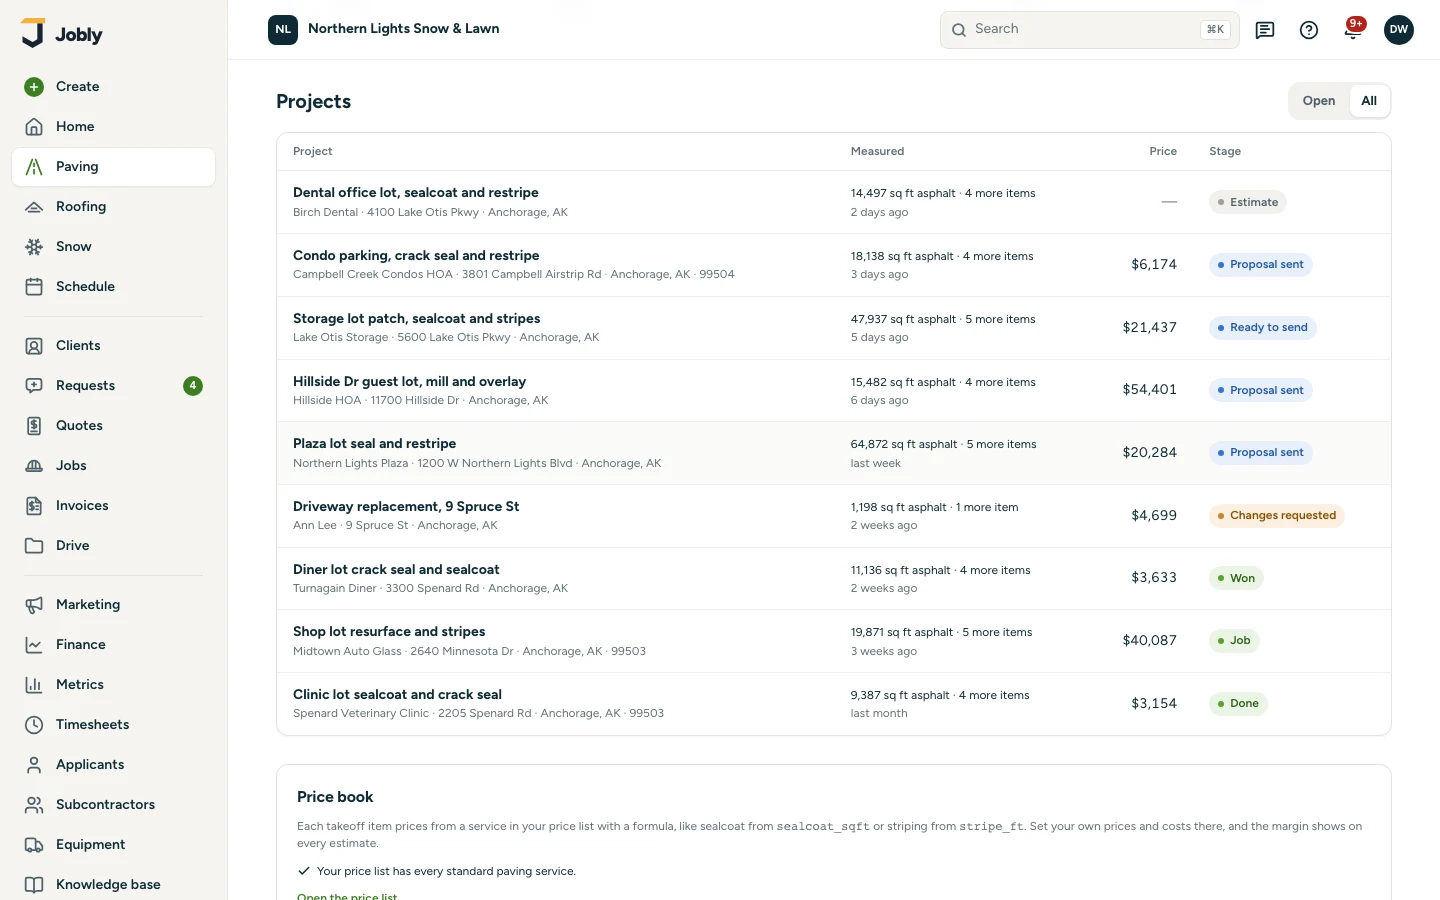 Jobly
NL
Northern Lights Snow & Lawn
Search
⌘K
9+
DW
Create
Home
Paving
Roofing
Snow
Schedule
Clients
Requests
4
Quotes
Jobs
Invoices
Drive
Marketing
Finance
Metrics
Timesheets
Applicants
Subcontractors
Equipment
Knowledge base
Projects
Open
All
Project
Measured
Price
Stage
Dental office lot, sealcoat and restripe
Birch Dental · 4100 Lake Otis Pkwy · Anchorage, AK
14,497 sq ft asphalt · 4 more items
2 days ago
—
Estimate
Condo parking, crack seal and restripe
Campbell Creek Condos HOA · 3801 Campbell Airstrip Rd · Anchorage, AK · 99504
18,138 sq ft asphalt · 4 more items
3 days ago
$6,174
Proposal sent
Storage lot patch, sealcoat and stripes
Lake Otis Storage · 5600 Lake Otis Pkwy · Anchorage, AK
47,937 sq ft asphalt · 5 more items
5 days ago
$21,437
Ready to send
Hillside Dr guest lot, mill and overlay
Hillside HOA · 11700 Hillside Dr · Anchorage, AK
15,482 sq ft asphalt · 4 more items
6 days ago
$54,401
Proposal sent
Plaza lot seal and restripe
Northern Lights Plaza · 1200 W Northern Lights Blvd · Anchorage, AK
64,872 sq ft asphalt · 5 more items
last week
$20,284
Proposal sent
Driveway replacement, 9 Spruce St
Ann Lee · 9 Spruce St · Anchorage, AK
1,198 sq ft asphalt · 1 more item
2 weeks ago
$4,699
Changes requested
Diner lot crack seal and sealcoat
Turnagain Diner · 3300 Spenard Rd · Anchorage, AK
11,136 sq ft asphalt · 4 more items
2 weeks ago
$3,633
Won
Shop lot resurface and stripes
Midtown Auto Glass · 2640 Minnesota Dr · Anchorage, AK · 99503
19,871 sq ft asphalt · 5 more items
3 weeks ago
$40,087
Job
Clinic lot sealcoat and crack seal
Spenard Veterinary Clinic · 2205 Spenard Rd · Anchorage, AK · 99503
9,387 sq ft asphalt · 4 more items
last month
$3,154
Done
Price book
Each takeoff item prices from a service in your price list with a formula, like sealcoat from sealcoat_sqft or striping from stripe_ft. Set your own prices and costs there, and the margin shows on
every estimate.
Your price list has every standard paving service.
Open the price list